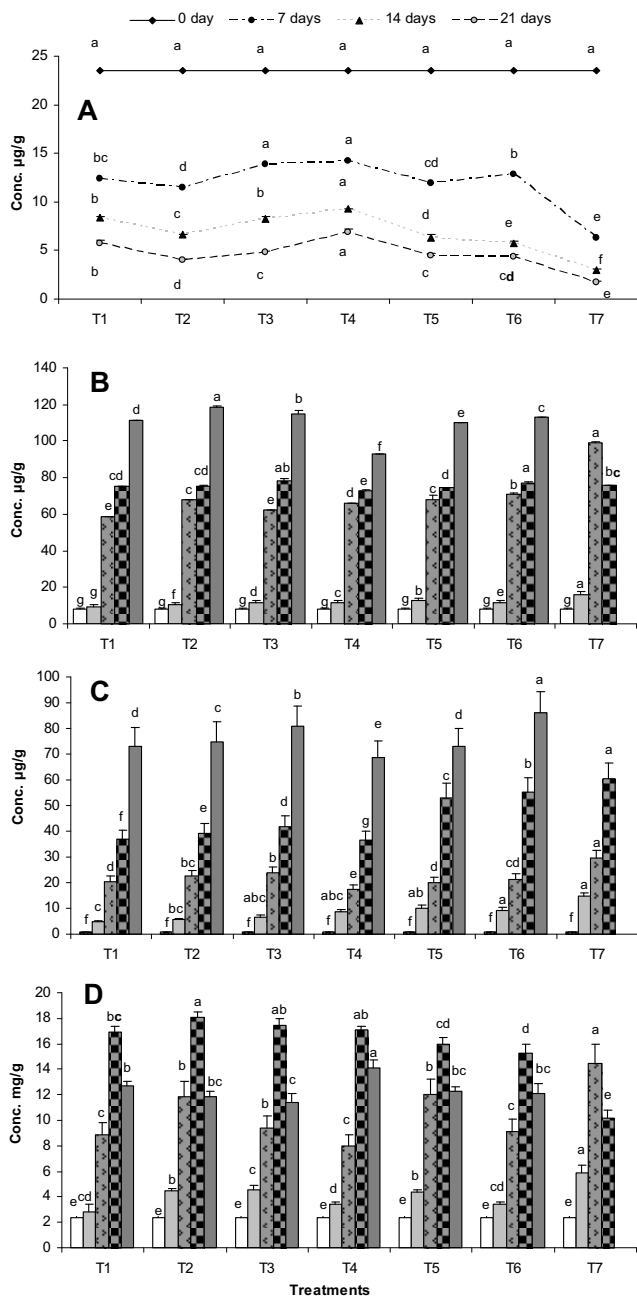 0 day 7 days 14 days 21 days
a a a a a a a
25
20
15
10
5
0
Conc. µg/g
A
bc d a a cd b e
b c b a d e f
b d c a c cd e
T1 T2 T3 T4 T5 T6 T7
140
120
100
80
60
40
20
0
Conc. µg/g
B
g g e cd d
g f c cd a
g d e ab b
g c d e f
g b c d e
g d b a c
g a a bc
T1 T2 T3 T4 T5 T6 T7
100
90
80
70
60
50
40
30
20
10
0
Conc. µg/g
C
f c d f d
f bc bc e c
f abc b d b
f abc e g e
f ab d c d
f a cd b a
f a a a
T1 T2 T3 T4 T5 T6 T7
20
18
16
14
12
10
8
6
4
2
0
Conc. mg/g
D
e cd c bc b
e b b a bc
e c b ab c
e d c ab a
e b b cd bc
e cd c d bc
e a a e
T1 T2 T3 T4 T5 T6 T7
Treatments